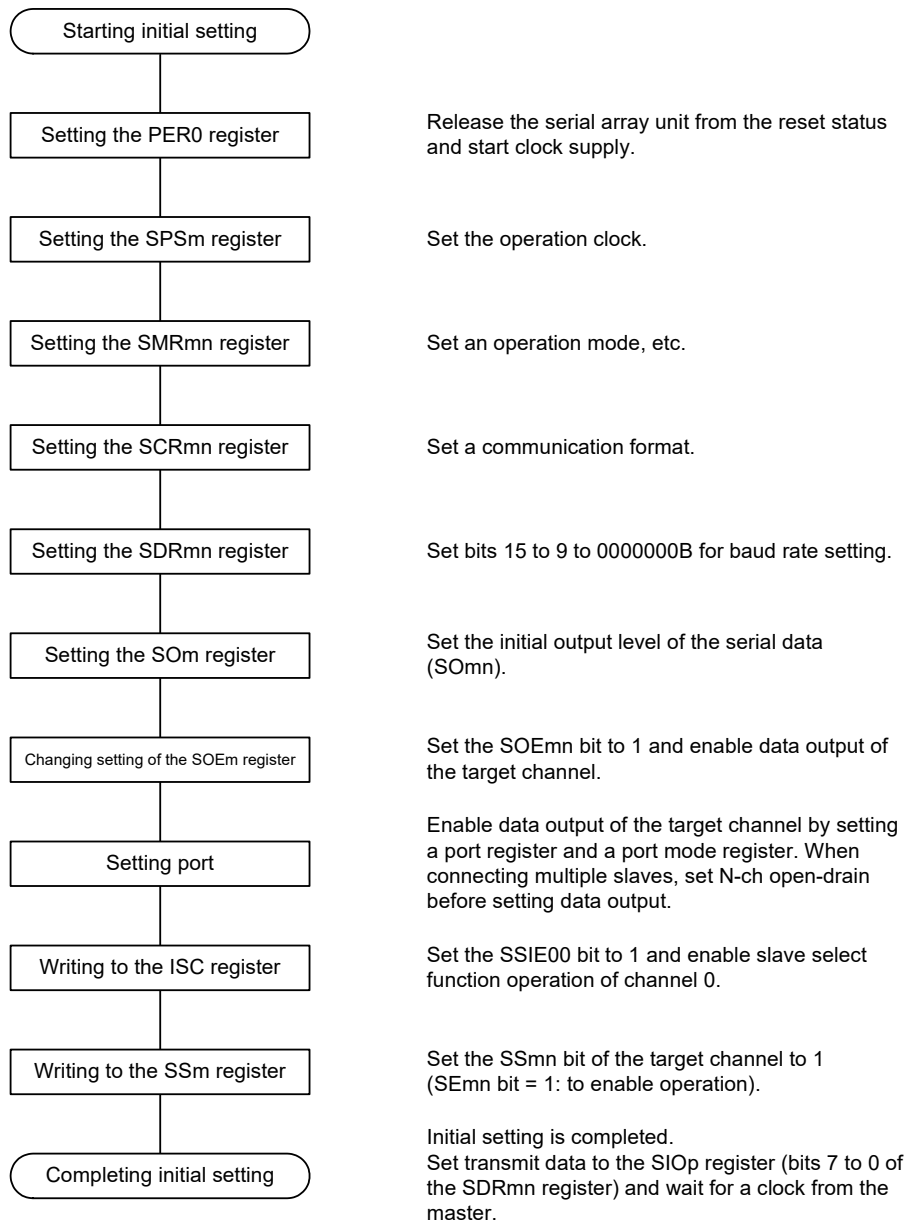 Starting initial setting
Setting the PER0 register
Release the serial array unit from the reset status
and start clock supply.
Setting the SPSm register
Set the operation clock.
Setting the SMRmn register
Set an operation mode, etc.
Setting the SCRmn register
Set a communication format.
Setting the SDRmn register
Set bits 15 to 9 to 0000000B for baud rate setting.
Setting the SOm register
Set the initial output level of the serial data
(SOmn).
Changing setting of the SOEm register
Set the SOEmn bit to 1 and enable data output of
the target channel.
Setting port
Enable data output of the target channel by setting
a port register and a port mode register. When
connecting multiple slaves, set N-ch open-drain
before setting data output.
Writing to the ISC register
Set the SSIE00 bit to 1 and enable slave select
function operation of channel 0.
Writing to the SSm register
Set the SSmn bit of the target channel to 1
(SEmn bit = 1: to enable operation).
Completing initial setting
Initial setting is completed.
Set transmit data to the SIOp register (bits 7 to 0 of
the SDRmn register) and wait for a clock from the
master.